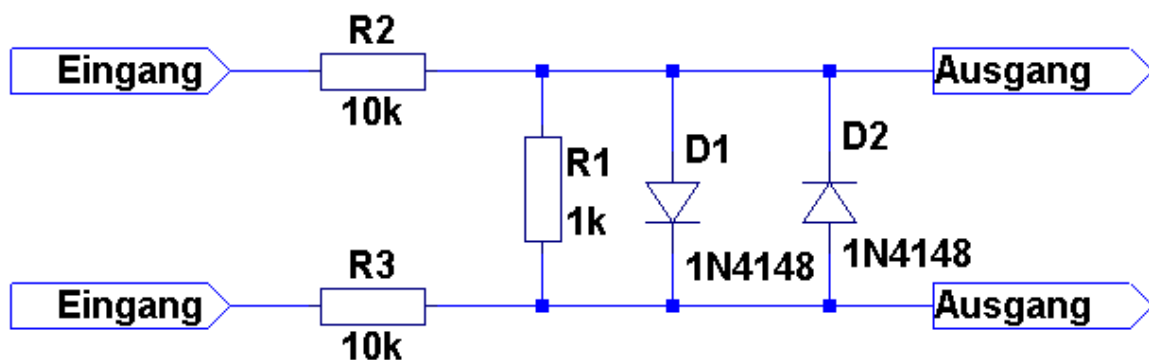 R2
Eingang
10k
Ausgang
D1
D2
R1
1k
1N4148
1N4148
R3
Eingang
10k
Ausgang